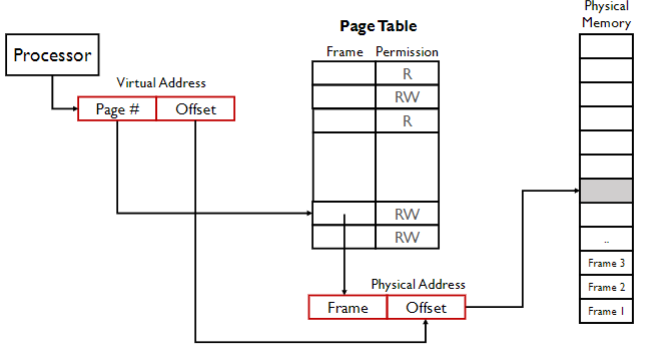 Physical
Memory
Page Table
Processor
Frame Permission
Virtual Address
R
RW
R
Page # Offset
RW
RW
..
Frame 3
Frame 2
Frame 1
Physical Address
Frame Offset